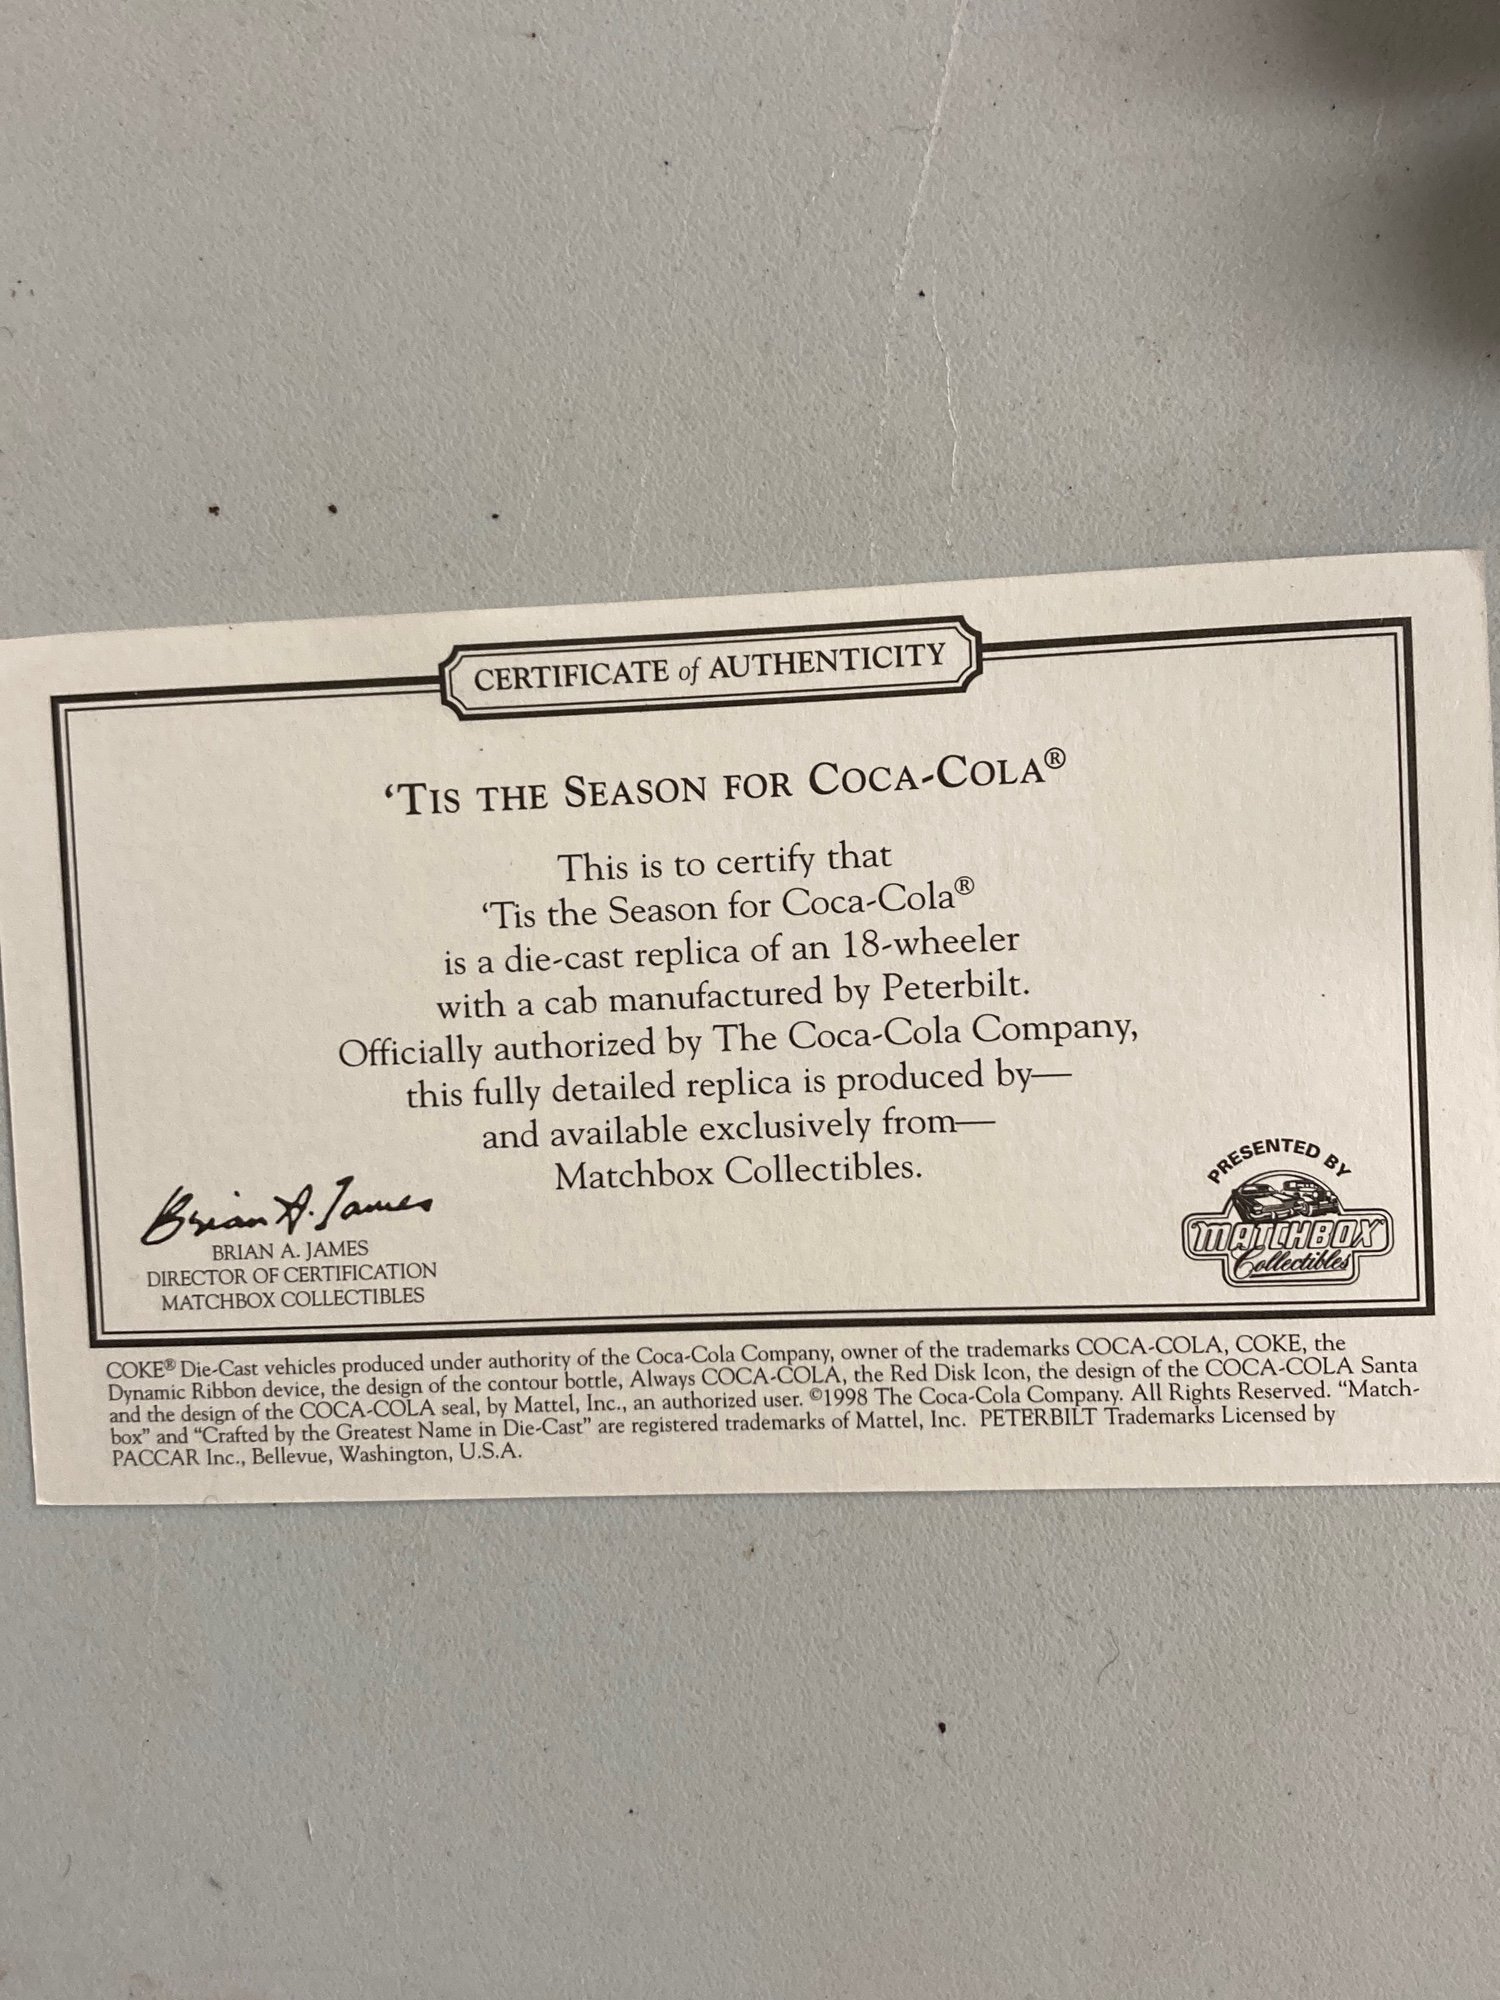 CERTIFICATE of AUTHENTICITY
‘TIS THE SEASON FOR COCA-COLA®
This is to certify that
‘Tis the Season for Coca-Cola®
is a die-cast replica of an 18-wheeler
with a cab manufactured by Peterbilt.
Officially authorized by The Coca-Cola Company,
this fully detailed replica is produced by—
and available exclusively from—
Matchbox Collectibles.
Brian A. James
BRIAN A. JAMES
DIRECTOR OF CERTIFICATION
MATCHBOX COLLECTIBLES
PRESENTED BY
MATCHBOX
Collectibles
COKE® Die-Cast vehicles produced under authority of the Coca-Cola Company, owner of the trademarks COCA-COLA, COKE, the
Dynamic Ribbon device, the design of the contour bottle, Always COCA-COLA, the Red Disk Icon, the design of the COCA-COLA Santa
and the design of the COCA-COLA seal, by Mattel, Inc., an authorized user. ©1998 The Coca-Cola Company. All Rights Reserved. “Match-
box” and “Crafted by the Greatest Name in Die-Cast” are registered trademarks of Mattel, Inc. PETERBILT Trademarks Licensed by
PACCAR Inc., Bellevue, Washington, U.S.A.